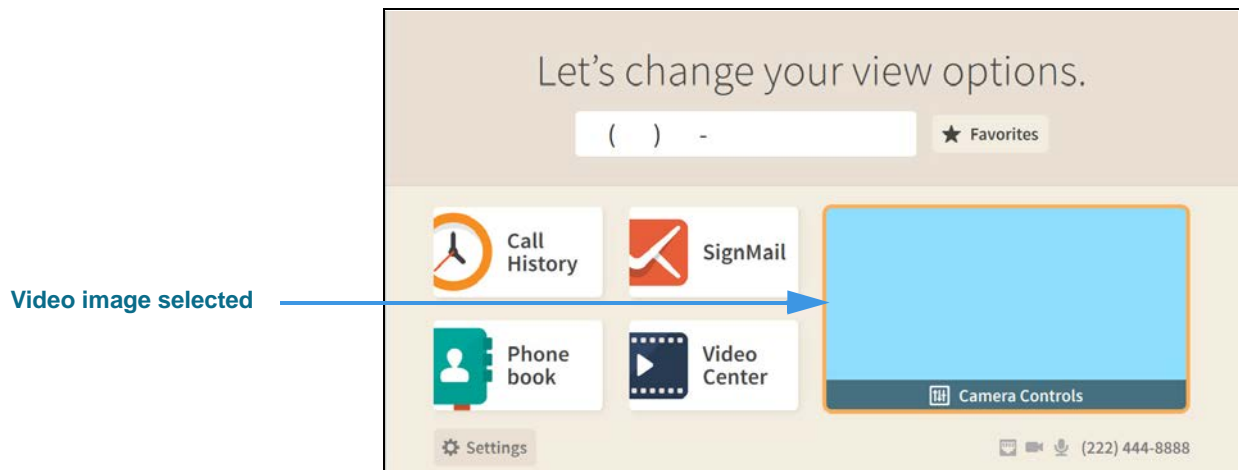 Let's change your view options.
( ) -
Favorites
Call
History
SignMail
Video image selected
Phone
book
Video
Center
Camera Controls
Settings
(222) 444-8888